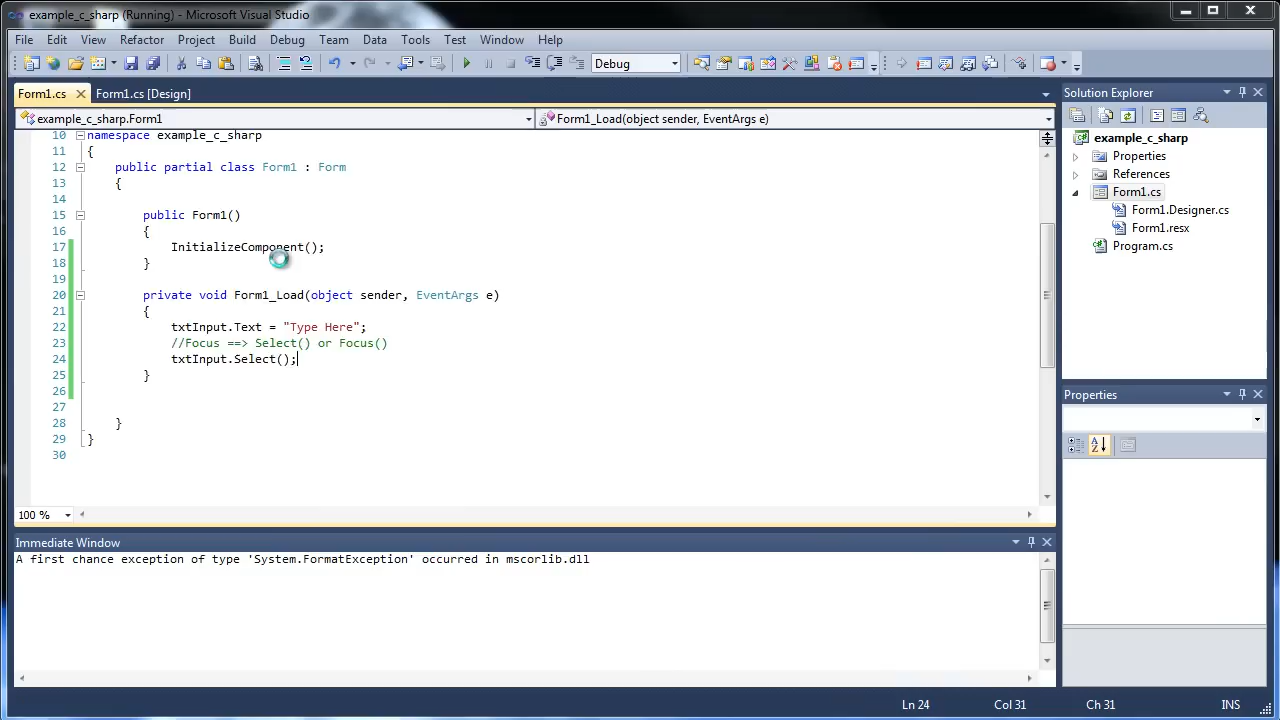 example_c_sharp (Running) - Microsoft Visual Studio
File Edit View Refactor Project Build Debug Team Data Tools Test Window Help
Debug
Form1.cs Form1.cs [Design]
example_c_sharp.Form1 Form1_Load(object sender, EventArgs e)
10 namespace example_c_sharp
11 {
12 public partial class Form1 : Form
13 {
14
15 public Form1()
16 {
17 InitializeComponent();
18 }
19
20 private void Form1_Load(object sender, EventArgs e)
21 {
22 txtInput.Text = "Type Here";
23 //Focus ==> Select() or Focus()
24 txtInput.Select();
25 }
26
27
28 }
29 }
30
100 %
Immediate Window
A first chance exception of type 'System.FormatException' occurred in mscorlib.dll
Solution Explorer
example_c_sharp
Properties
References
Form1.cs
Form1.Designer.cs
Form1.resx
Program.cs
Properties
Ln 24 Col 31 Ch 31 INS